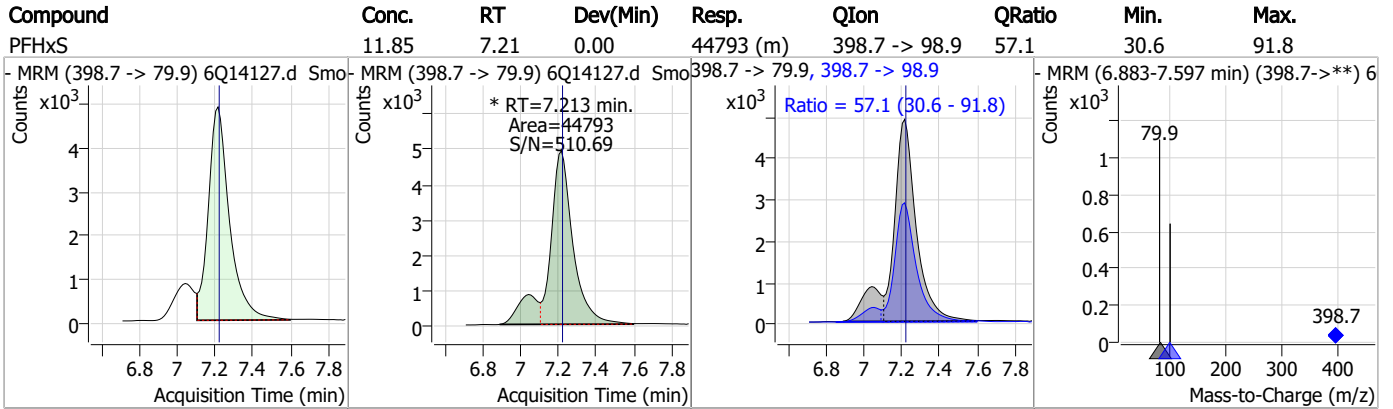 Compound Conc. RT Dev(Min) Resp. QIon QRatio Min. Max.
PFHxS 11.85 7.21 0.00 44793 (m) 398.7 -> 98.9 57.1 30.6 91.8
- MRM (398.7 -> 79.9) 6Q14127.d Smo
Counts
x10³
4
3
2
1
0
6.8 7 7.2 7.4 7.6 7.8
Acquisition Time (min)
- MRM (398.7 -> 79.9) 6Q14127.d Smo
Counts
x10³
* RT=7.213 min.
Area=44793
S/N=510.69
5
4
3
2
1
0
6.8 7 7.2 7.4 7.6 7.8
Acquisition Time (min)
398.7 -> 79.9, 398.7 -> 98.9
x10³
Ratio = 57.1 (30.6 - 91.8)
4
3
2
1
0
6.8 7 7.2 7.4 7.6 7.8
Acquisition Time (min)
- MRM (6.883-7.597 min) (398.7->**) 6
Counts
x10³
79.9
1
0.8
0.6
0.4
0.2
0
398.7
100 200 300 400
Mass-to-Charge (m/z)